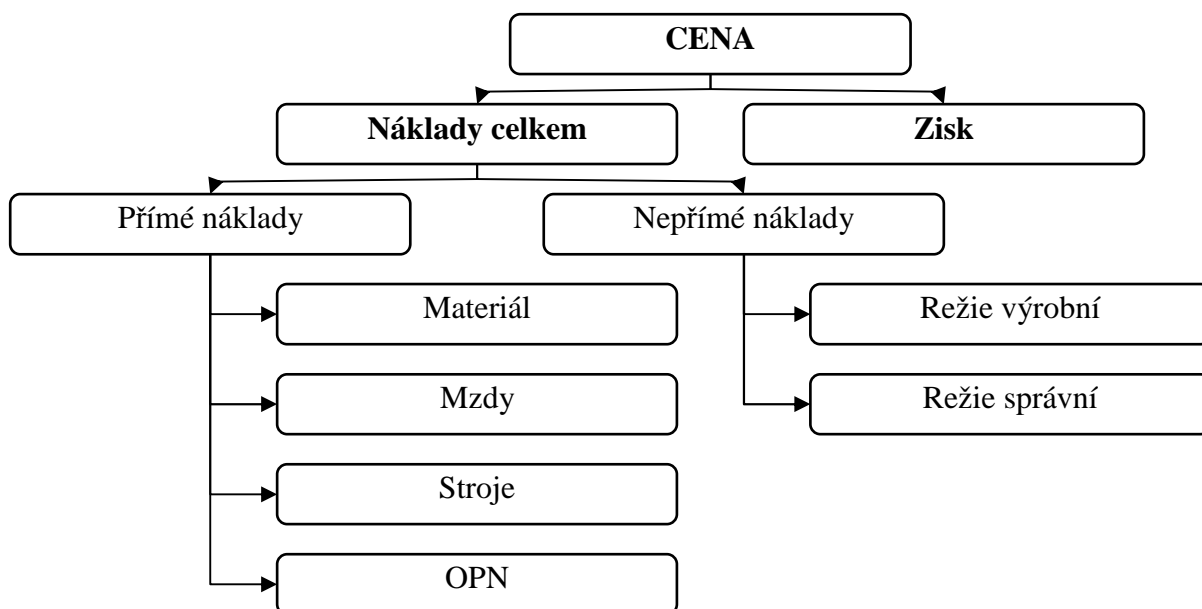 CENA
Náklady celkem
Zisk
Přímé náklady
Nepřímé náklady
Materiál
Režie výrobní
Mzdy
Režie správní
Stroje
OPN